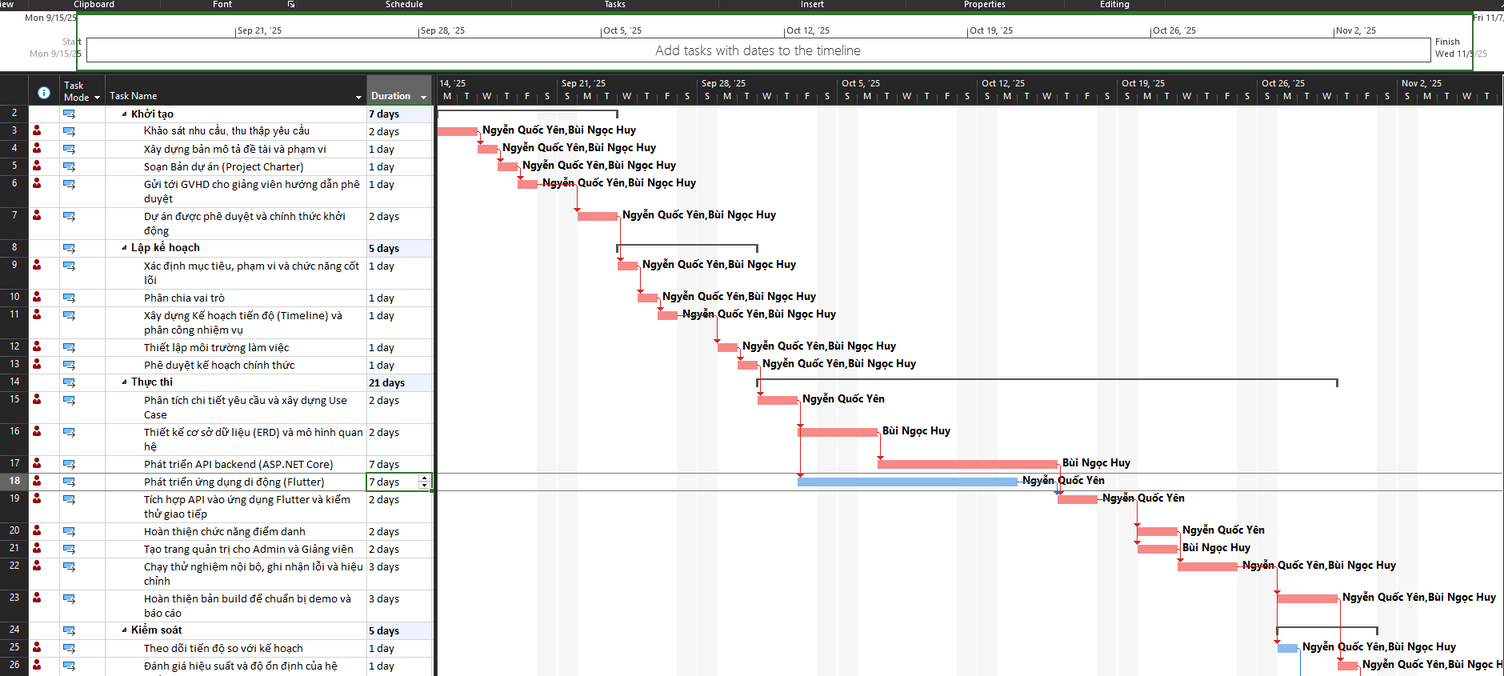 Clipboard Font Schedule Tasks Insert Properties Editing
Mon 9/15/25
Sep 21, '25 Sep 28, '25 Oct 5, '25 Oct 12, '25 Oct 19, '25 Oct 26, '25 Nov 2, '25
Start
Mon 9/15/25
Add tasks with dates to the timeline
Finish
Wed 11/5/25
Task Mode Task Name Duration
14, '25 Sep 21, '25 Sep 28, '25 Oct 5, '25 Oct 12, '25 Oct 19, '25 Oct 26, '25 Nov 2, '25
M T W T F S S M T W T F S S M T W T F S S M T W T F S S M T W T F S S M T W T F S S M T W T F S S M T W T
2 Khởi tạo 7 days
3 Khảo sát nhu cầu, thu thập yêu cầu 2 days Nguyễn Quốc Yên,Bùi Ngọc Huy
4 Xây dựng bản mô tả đề tài và phạm vi 1 day Nguyễn Quốc Yên,Bùi Ngọc Huy
5 Soạn Bản dự án (Project Charter) 1 day Nguyễn Quốc Yên,Bùi Ngọc Huy
6 Gửi tới GVHD cho giảng viên hướng dẫn phê 1 day Nguyễn Quốc Yên,Bùi Ngọc Huy
duyệt
7 Dự án được phê duyệt và chính thức khởi 2 days Nguyễn Quốc Yên,Bùi Ngọc Huy
động
8 Lập kế hoạch 5 days
9 Xác định mục tiêu, phạm vi và chức năng cốt 1 day Nguyễn Quốc Yên,Bùi Ngọc Huy
lõi
10 Phân chia vai trò 1 day Nguyễn Quốc Yên,Bùi Ngọc Huy
11 Xây dựng Kế hoạch tiến độ (Timeline) và 1 day Nguyễn Quốc Yên,Bùi Ngọc Huy
phân công nhiệm vụ
12 Thiết lập môi trường làm việc 1 day Nguyễn Quốc Yên,Bùi Ngọc Huy
13 Phê duyệt kế hoạch chính thức 1 day Nguyễn Quốc Yên,Bùi Ngọc Huy
14 Thực thi 21 days
15 Phân tích chi tiết yêu cầu và xây dựng Use 2 days Nguyễn Quốc Yên
Case
16 Thiết kế cơ sở dữ liệu (ERD) và mô hình quan 2 days Bùi Ngọc Huy
hệ
17 Phát triển API backend (ASP.NET Core) 7 days Bùi Ngọc Huy
18 Phát triển ứng dụng di động (Flutter) 7 days Nguyễn Quốc Yên
19 Tích hợp API vào ứng dụng Flutter và kiểm 2 days Nguyễn Quốc Yên
thử giao tiếp
20 Hoàn thiện chức năng điểm danh 2 days Nguyễn Quốc Yên
21 Tạo trang quản trị cho Admin và Giảng viên 2 days Bùi Ngọc Huy
22 Chạy thử nghiệm nội bộ, ghi nhận lỗi và hiệu 3 days Nguyễn Quốc Yên,Bùi Ngọc Huy
chỉnh
23 Hoàn thiện bản build để chuẩn bị demo và 3 days Nguyễn Quốc Yên,Bùi Ngọc Huy
báo cáo
24 Kiểm soát 5 days
25 Theo dõi tiến độ so với kế hoạch 1 day Nguyễn Quốc Yên,Bùi Ngọc Huy
26 Đánh giá hiệu suất và độ ổn định của hệ 1 day Nguyễn Quốc Yên,Bùi Ngọc H